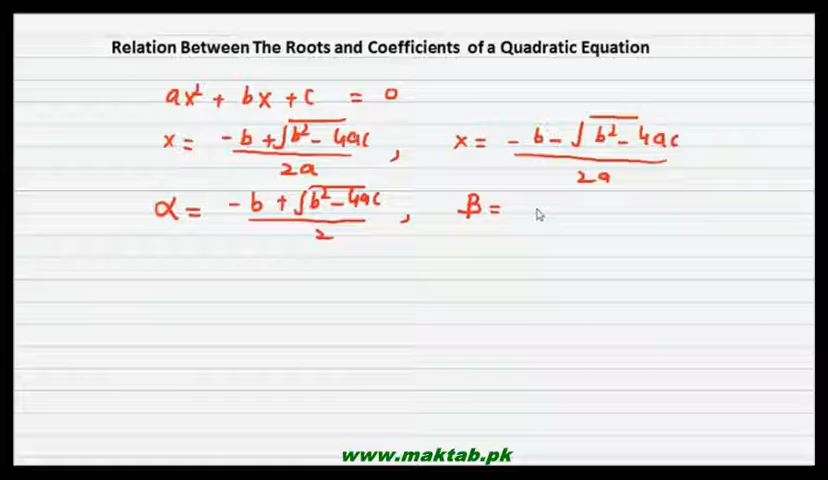 Relation Between The Roots and Coefficients of a Quadratic Equation
ax² + bx + c = 0
x = (-b + √(b² - 4ac))/2a , x = (-b - √(b² - 4ac))/2a
α = (-b + √(b² - 4ac))/2 , β =
www.maktab.pk